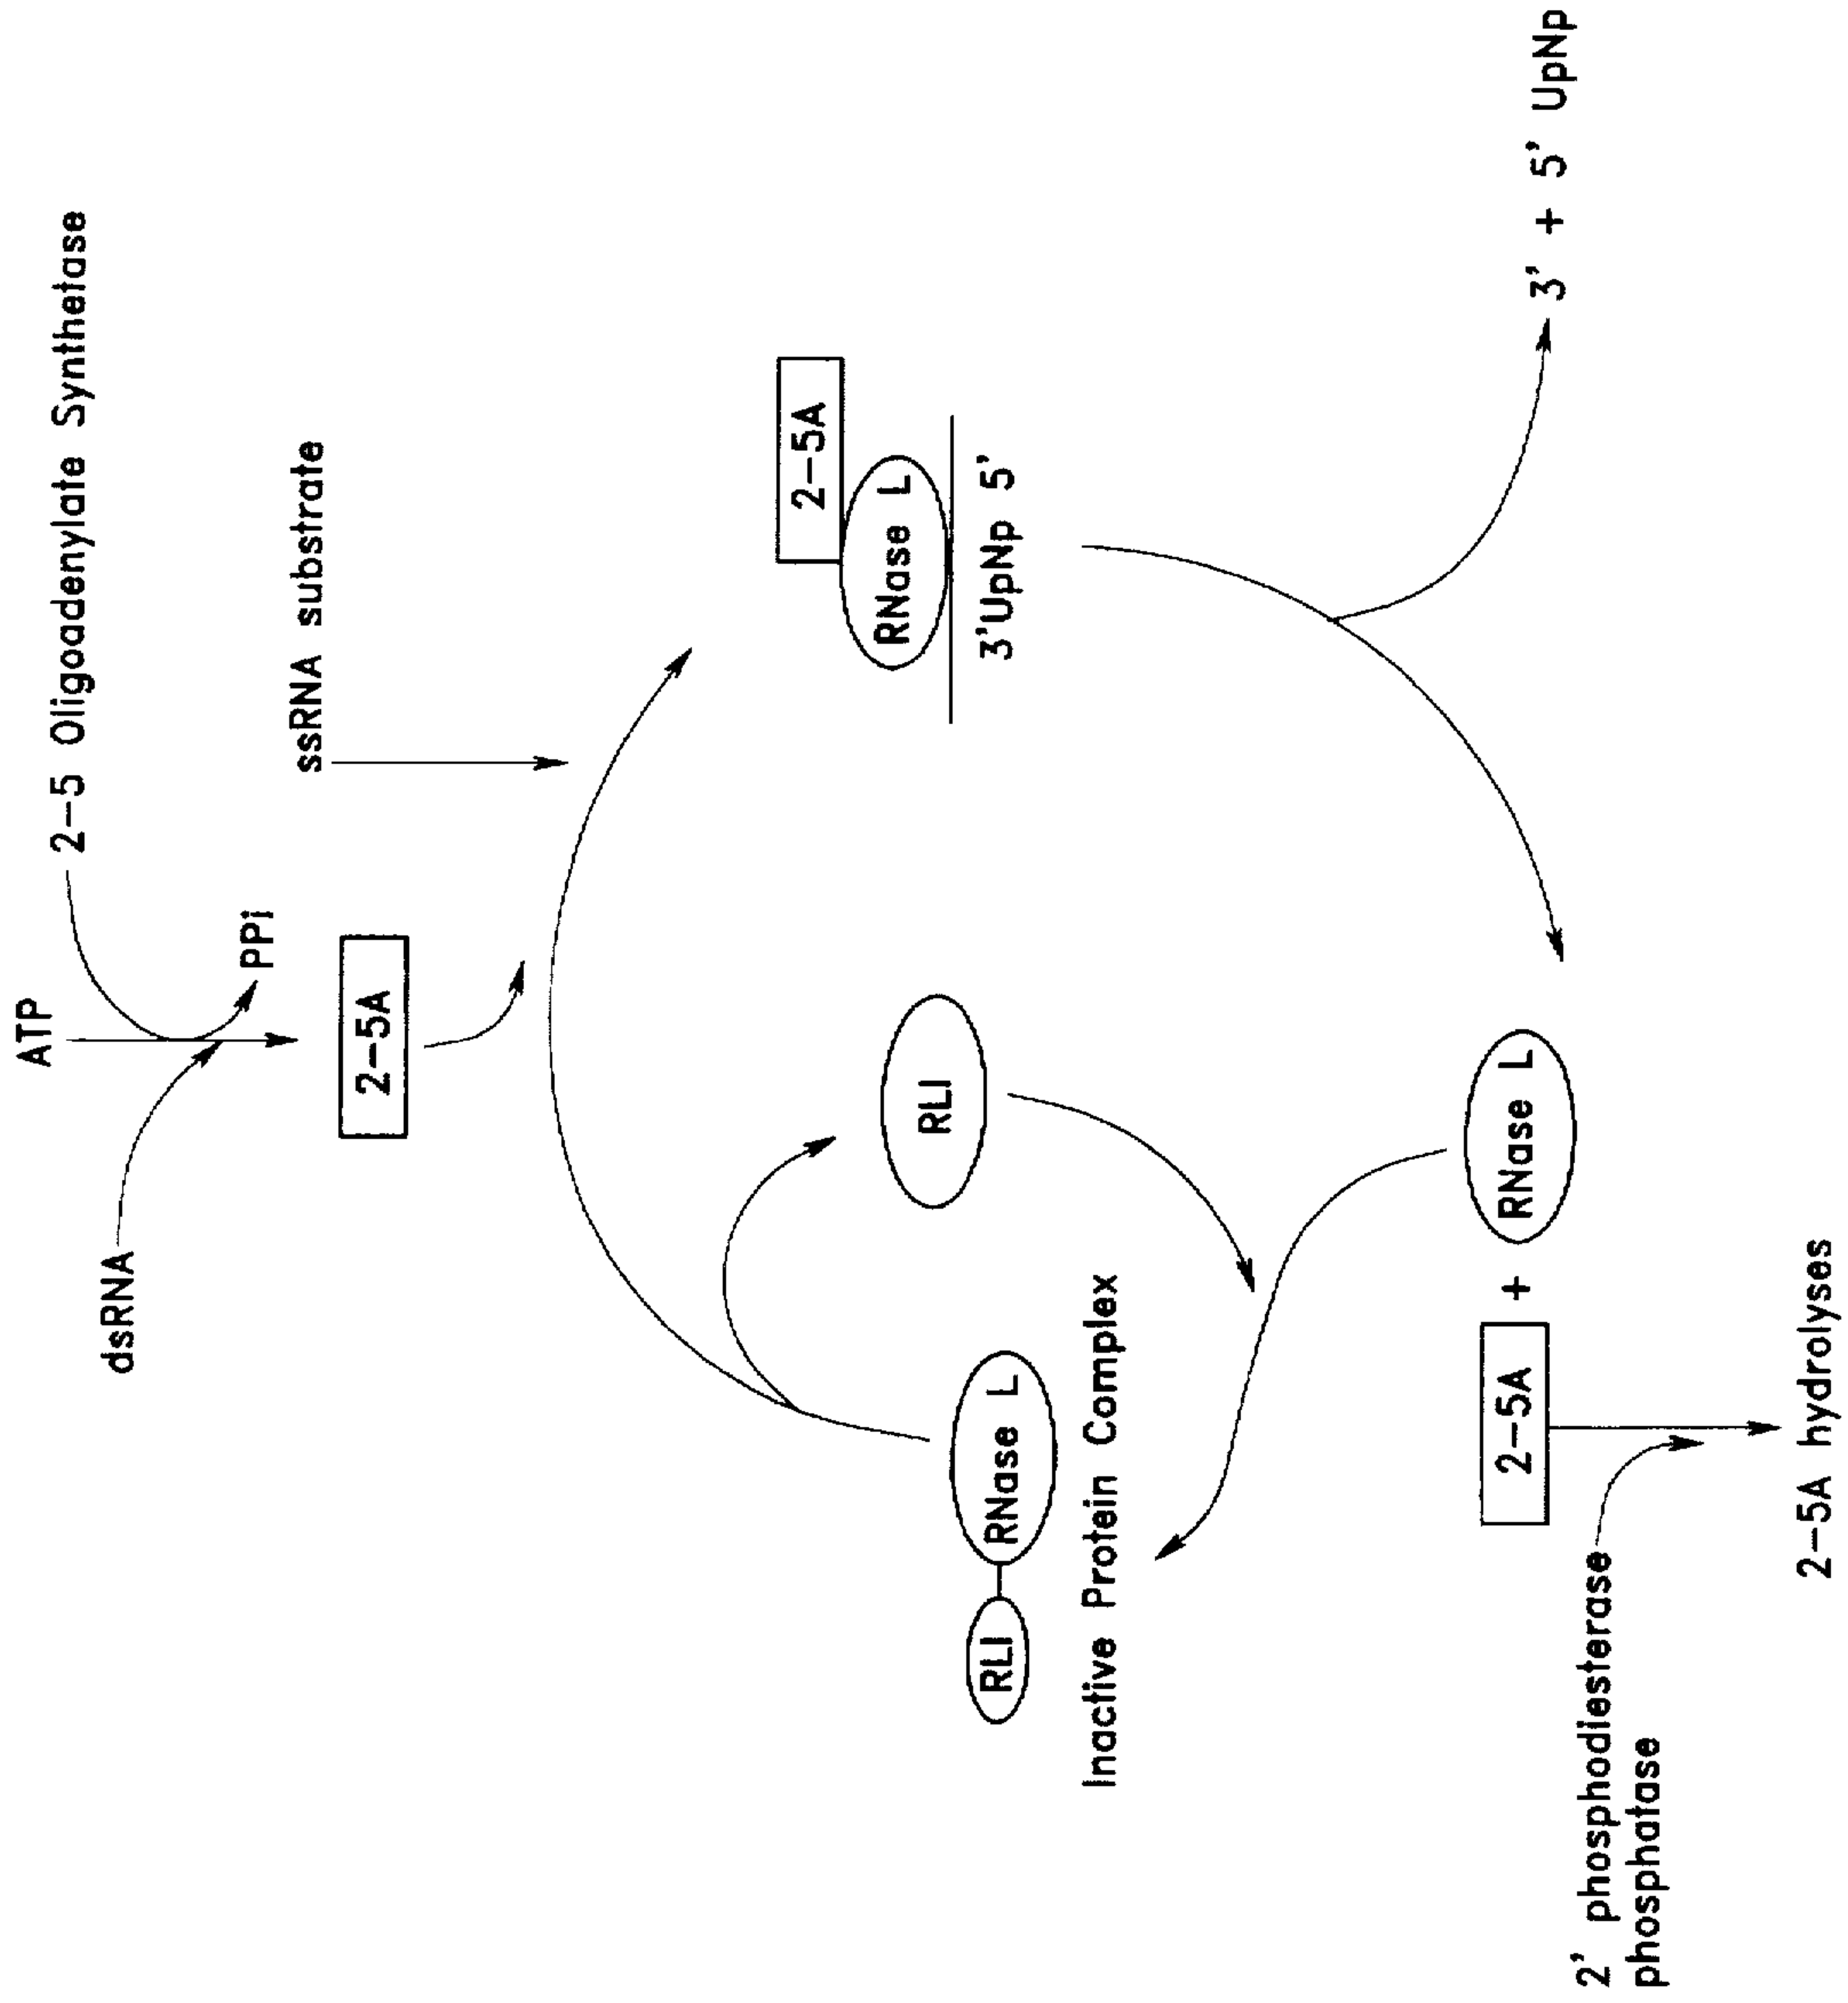 ATP
2-5 Oligoadenylate Synthetase
dsRNA
PPi
ssRNA substrate
2-5A
2-5A
RNase L
3'UpNp 5'
RLI
RLI
RNase L
Inactive Protein Complex
2-5A + RNase L
3' + 5' UpNp
2' phosphodiesterase
phosphatase
2-5A hydrolyses